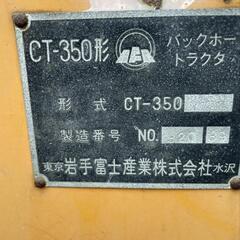 CT-350形 バックホー
トラクタ
形式 CT-350
製造番号 NO.
東京 岩手富士産業株式会社 水沢